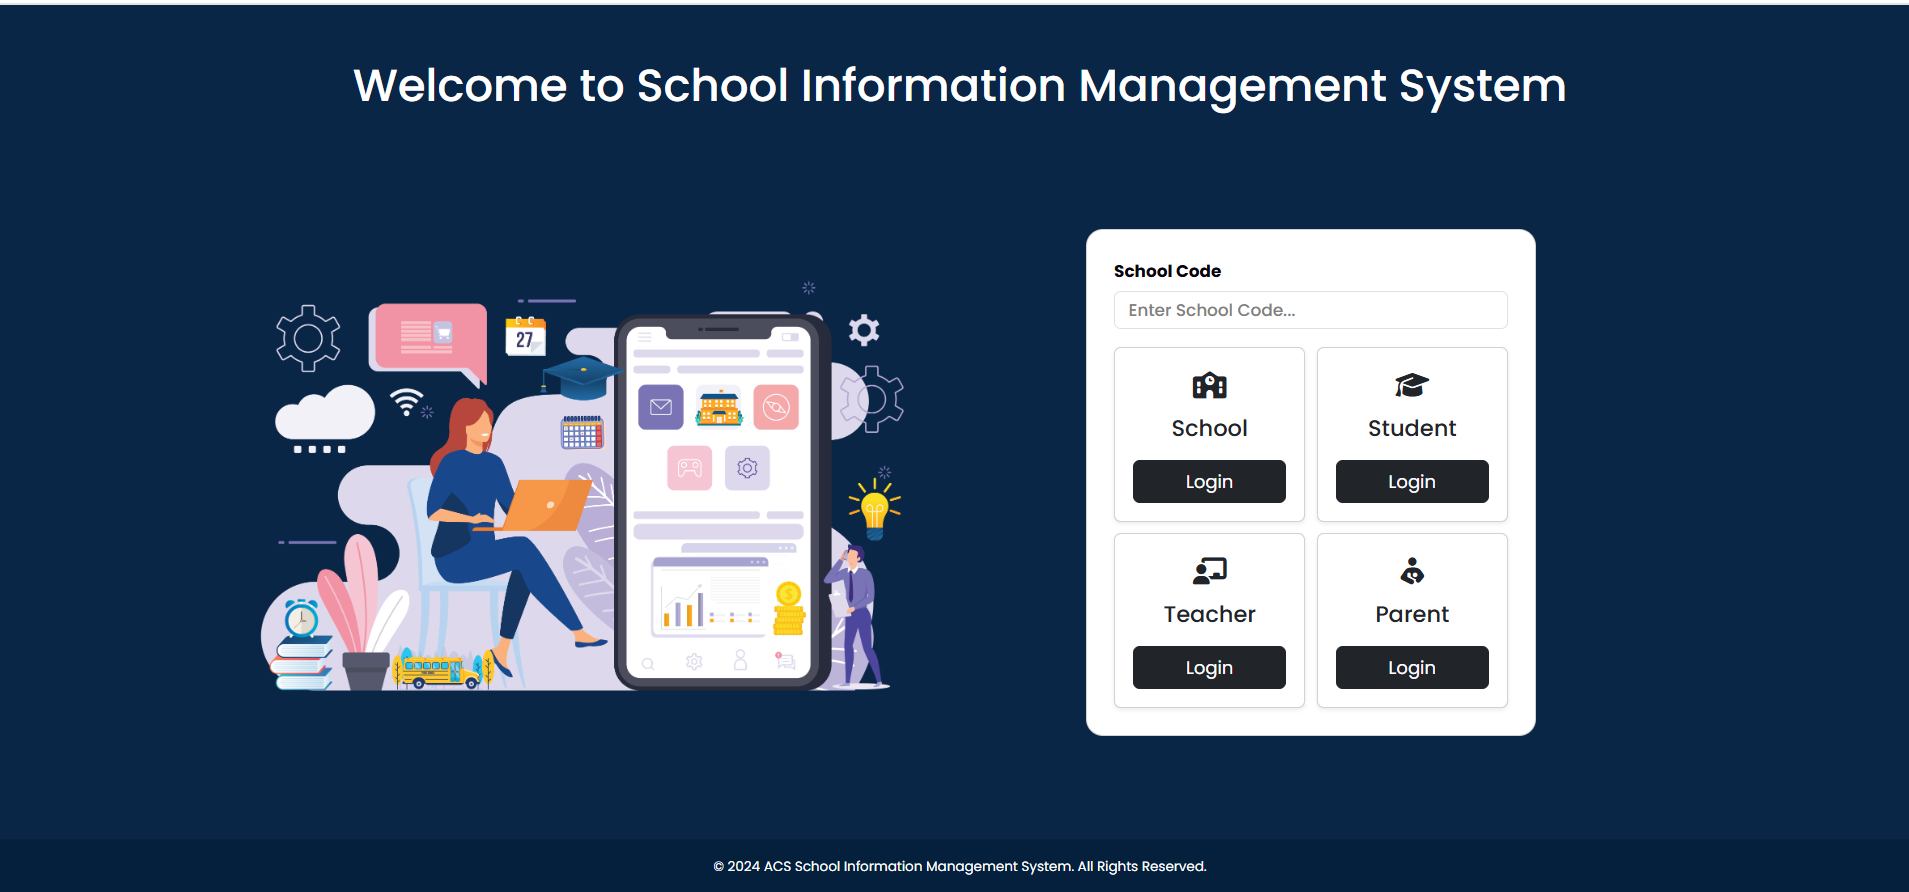 Welcome to School Information Management System
27
School Code
Enter School Code...
School
Login
Student
Login
Teacher
Login
Parent
Login
© 2024 ACS School Information Management System. All Rights Reserved.